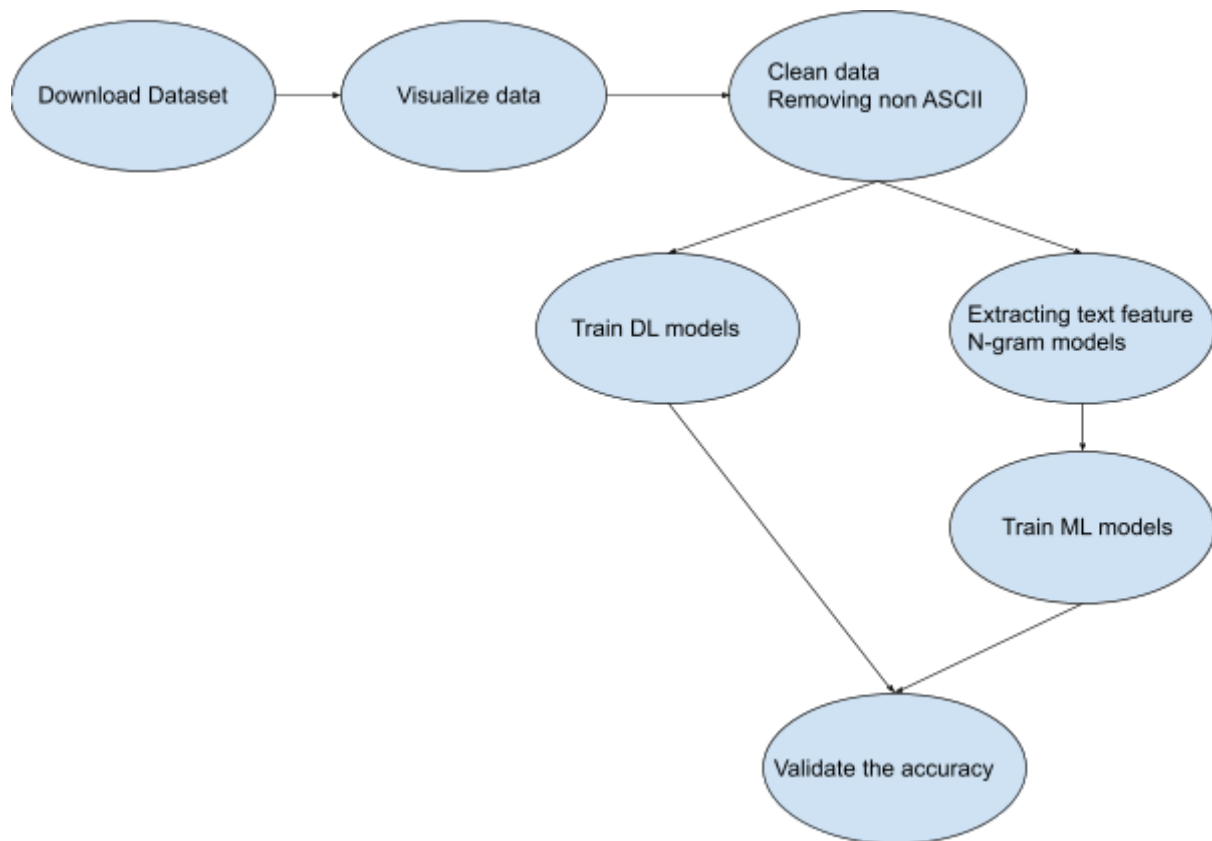 Download Dataset
Visualize data
Clean data
Removing non ASCII
Train DL models
Extracting text feature
N-gram models
Train ML models
Validate the accuracy